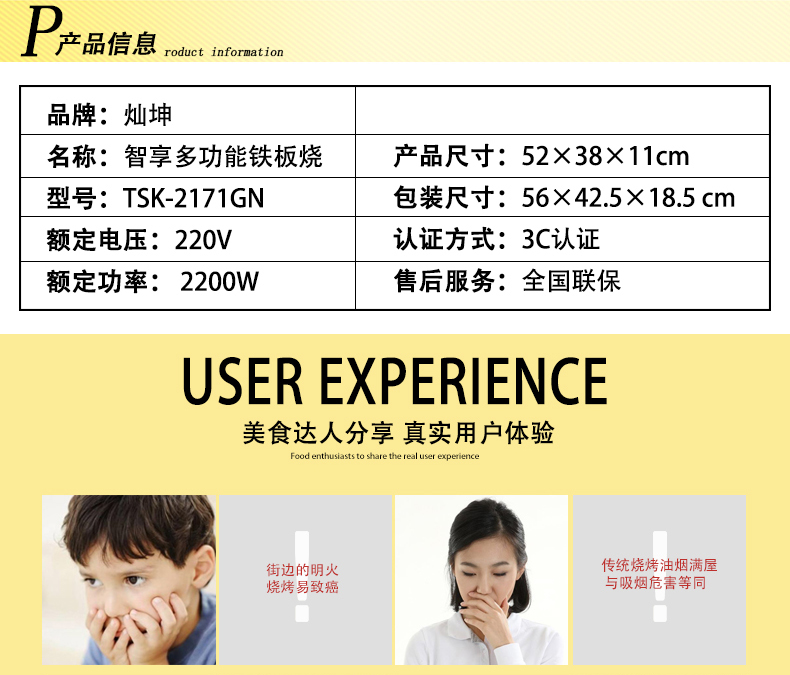 Product information
产品信息
品牌：灿坤
名称：智享多功能铁板烧
产品尺寸：52×38×11cm
型号：TSK-2171GN
包装尺寸：56×42.5×18.5 cm
额定电压：220V
认证方式：3C认证
额定功率： 2200W
售后服务：全国联保
USER EXPERIENCE
美食达人分享 真实用户体验
Food enthusiasts to share the real user experience
街边的明火
烧烤易致癌
传统烧烤油烟满屋
与吸烟危害等同